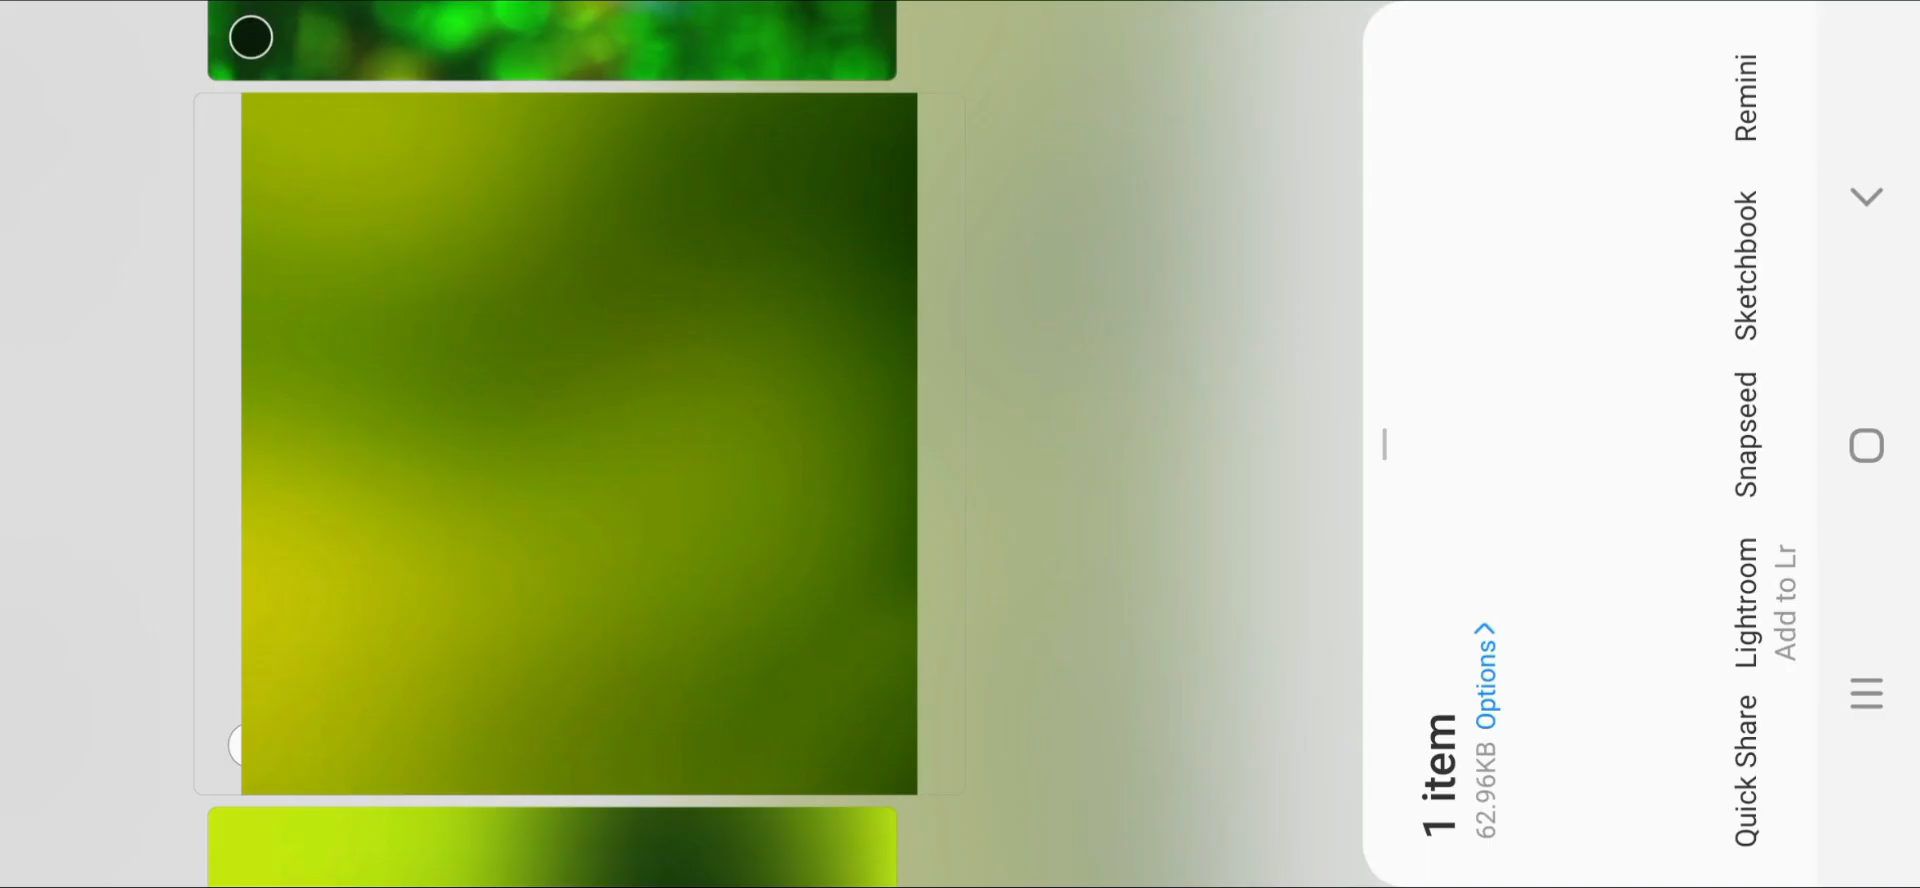 1 item
62.96KB Options >
Quick Share Lightroom Snapseed Sketchbook Remini
Add to Lr